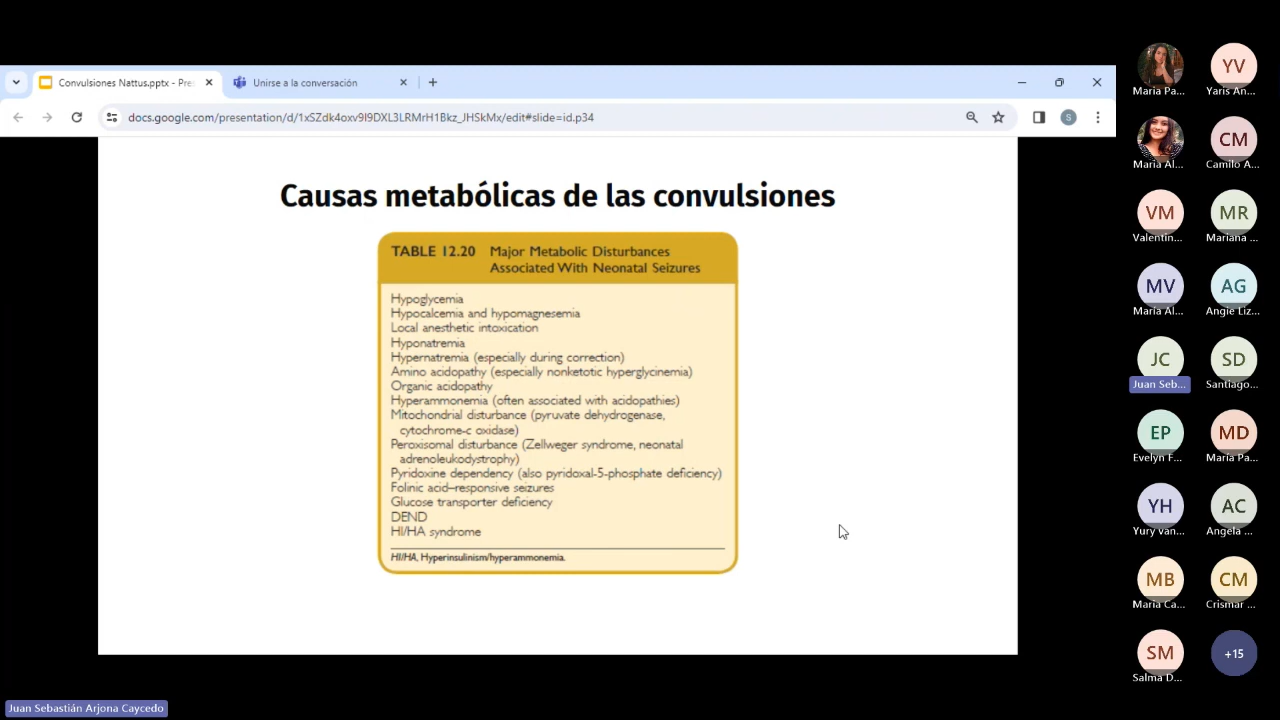 Convulsiones Nattus.pptx - Pre
Unirse a la conversación
docs.google.com/presentation/d/1xSZdk4oxv9I9DXL3LRMrH1Bkz_JHSkMx/edit#slide=id.p34
S
Causas metabólicas de las convulsiones
TABLE 12.20 Major Metabolic Disturbances
Associated With Neonatal Seizures
Hypoglycemia
Hypocalcemia and hypomagnesemia
Local anesthetic intoxication
Hyponatremia
Hypernatremia (especially during correction)
Amino acidopathy (especially nonketotic hyperglycinemia)
Organic acidopathy
Hyperammonemia (often associated with acidopathies)
Mitochondrial disturbance (pyruvate dehydrogenase,
cytochrome-c oxidase)
Peroxisomal disturbance (Zellweger syndrome, neonatal
adrenoleukodystrophy)
Pyridoxine dependency (also pyridoxal-5-phosphate deficiency)
Folinic acid–responsive seizures
Glucose transporter deficiency
DEND
HI/HA syndrome
HI/HA, Hyperinsulinism/hyperammonemia.
Maria Pa...
YV
Yaris An...
Maria Al...
CM
Camilo A...
VM
Valentin...
MR
Mariana ...
MV
María Al...
AG
Angie Liz...
JC
Juan Seb...
SD
Santiago...
EP
Evelyn F...
MD
María Pa...
YH
Yury van...
AC
Angela ...
MB
Maria Ca...
CM
Crismar ...
SM
Salma D...
+15
Juan Sebastián Arjona Caycedo